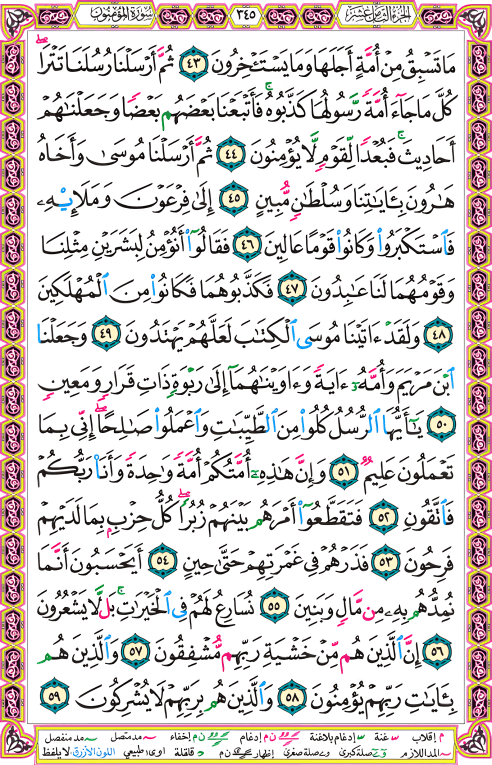 الجزء الثامن عشر ٣٤٥ سورة المؤمنون
مَا تَسْبِقُ مِنْ أُمَّةٍ أَجَلَهَا وَمَا يَسْتَـْٔخِرُونَ ٤٣ ثُمَّ أَرْسَلْنَا رُسُلَنَا تَتْرَاۖ
كُلَّ مَا جَآءَ أُمَّةً رَّسُولُهَا كَذَّبُوهُۚ فَأَتْبَعْنَا بَعْضَهُم بَعْضًا وَجَعَلْنَٰهُمْ
أَحَادِيثَۚ فَبُعْدًا لِّقَوْمٍ لَّا يُؤْمِنُونَ ٤٤ ثُمَّ أَرْسَلْنَا مُوسَىٰ وَأَخَاهُ
هَٰرُونَ بِـَٔايَٰتِنَا وَسُلْطَٰنٍ مُّبِينٍ ٤٥ إِلَىٰ فِرْعَوْنَ وَمَلَإِي۟هِۦ
فَٱسْتَكْبَرُوا۟ وَكَانُوا۟ قَوْمًا عَالِينَ ٤٦ فَقَالُوٓا۟ أَنُؤْمِنُ لِبَشَرَيْنِ مِثْلِنَا
وَقَوْمُهُمَا لَنَا عَٰبِدُونَ ٤٧ فَكَذَّبُوهُمَا فَكَانُوا۟ مِنَ ٱلْمُهْلَكِينَ
٤٨ وَلَقَدْ ءَاتَيْنَا مُوسَى ٱلْكِتَٰبَ لَعَلَّهُمْ يَهْتَدُونَ ٤٩ وَجَعَلْنَا
ٱبْنَ مَرْيَمَ وَأُمَّهُۥٓ ءَايَةً وَءَاوَيْنَٰهُمَآ إِلَىٰ رَبْوَةٍ ذَاتِ قَرَارٍ وَمَعِينٍ
٥٠ يَٰٓأَيُّهَا ٱلرُّسُلُ كُلُوا۟ مِنَ ٱلطَّيِّبَٰتِ وَٱعْمَلُوا۟ صَٰلِحًاۖ إِنِّى بِمَا
تَعْمَلُونَ عَلِيمٌ ٥١ وَإِنَّ هَٰذِهِۦٓ أُمَّتُكُمْ أُمَّةً وَٰحِدَةً وَأَنَا۠ رَبُّكُمْ
فَٱتَّقُونِ ٥٢ فَتَقَطَّعُوٓا۟ أَمْرَهُم بَيْنَهُمْ زُبُرًاۖ كُلُّ حِزْبٍۭ بِمَا لَدَيْهِمْ
فَرِحُونَ ٥٣ فَذَرْهُمْ فِى غَمْرَتِهِمْ حَتَّىٰ حِينٍ ٥٤ أَيَحْسَبُونَ أَنَّمَا
نُمِدُّهُم بِهِۦ مِن مَّالٍ وَبَنِينَ ٥٥ نُسَارِعُ لَهُمْ فِى ٱلْخَيْرَٰتِۚ بَل لَّا يَشْعُرُونَ
٥٦ إِنَّ ٱلَّذِينَ هُم مِّنْ خَشْيَةِ رَبِّهِم مُّشْفِقُونَ ٥٧ وَٱلَّذِينَ هُم
بِـَٔايَٰتِ رَبِّهِمْ يُؤْمِنُونَ ٥٨ وَٱلَّذِينَ هُم بِرَبِّهِمْ لَا يُشْرِكُونَ ٥٩
م إقلاب غنة إدغام بلاغنة ن م إدغام ن م إخفاء مد متصل مد منفصل
المد اللازم صلة كبرى صلة صغرى إظهار ن م قلقلة اوى طبيعي اللون الأزرق لا يلفظ